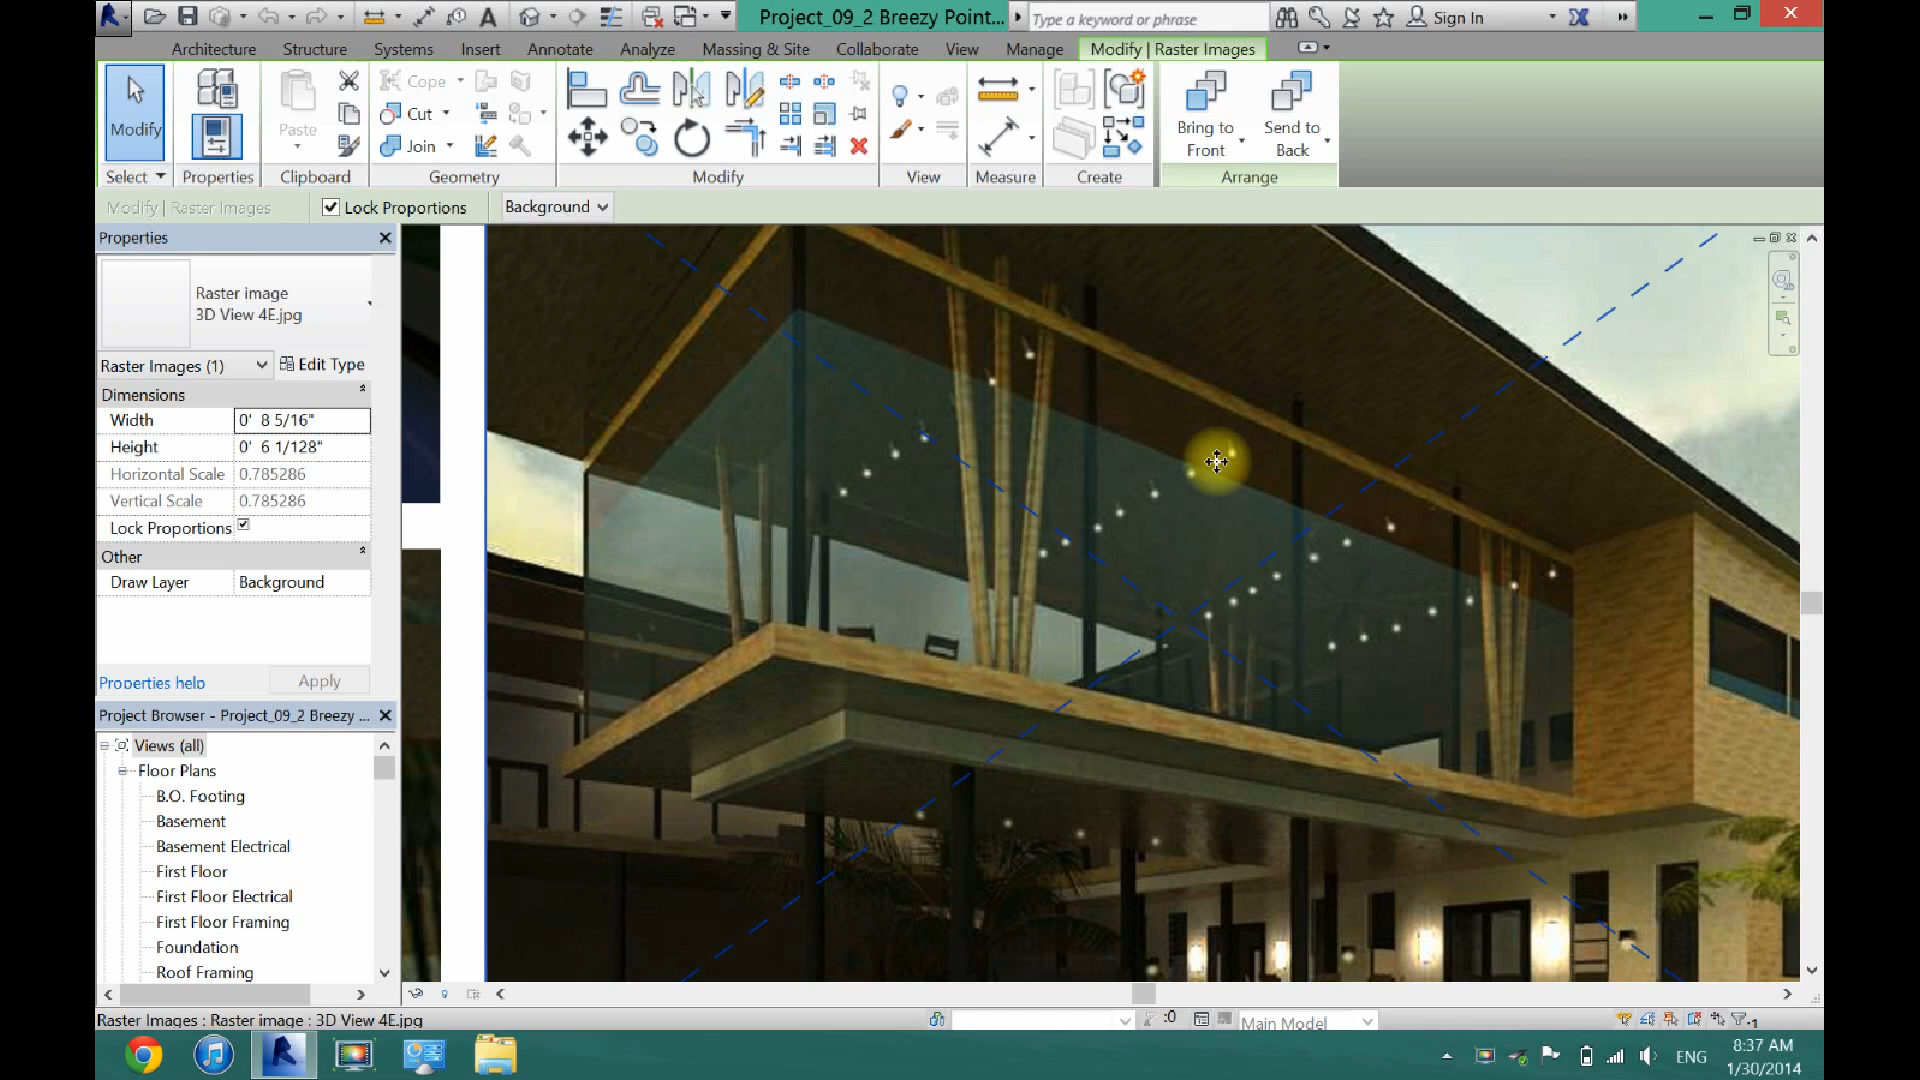 Project_09_2 Breezy Point...
Type a keyword or phrase
Sign In
Architecture
Structure
Systems
Insert
Annotate
Analyze
Massing & Site
Collaborate
View
Manage
Modify | Raster Images
Modify
Paste
Cope
Cut
Join
Bring to
Front
Send to
Back
Select
Properties
Clipboard
Geometry
Modify
View
Measure
Create
Arrange
Modify | Raster Images
Lock Proportions
Background
Properties
Raster image
3D View 4E.jpg
Raster Images (1)
Edit Type
Dimensions
Width 0' 8 5/16"
Height 0' 6 1/128"
Horizontal Scale 0.785286
Vertical Scale 0.785286
Lock Proportions
Other
Draw Layer Background
Properties help
Apply
Project Browser - Project_09_2 Breezy ...
Views (all)
Floor Plans
B.O. Footing
Basement
Basement Electrical
First Floor
First Floor Electrical
First Floor Framing
Foundation
Roof Framing
Raster Images : Raster image : 3D View 4E.jpg
:0
Main Model
:1
ENG
8:37 AM
1/30/2014